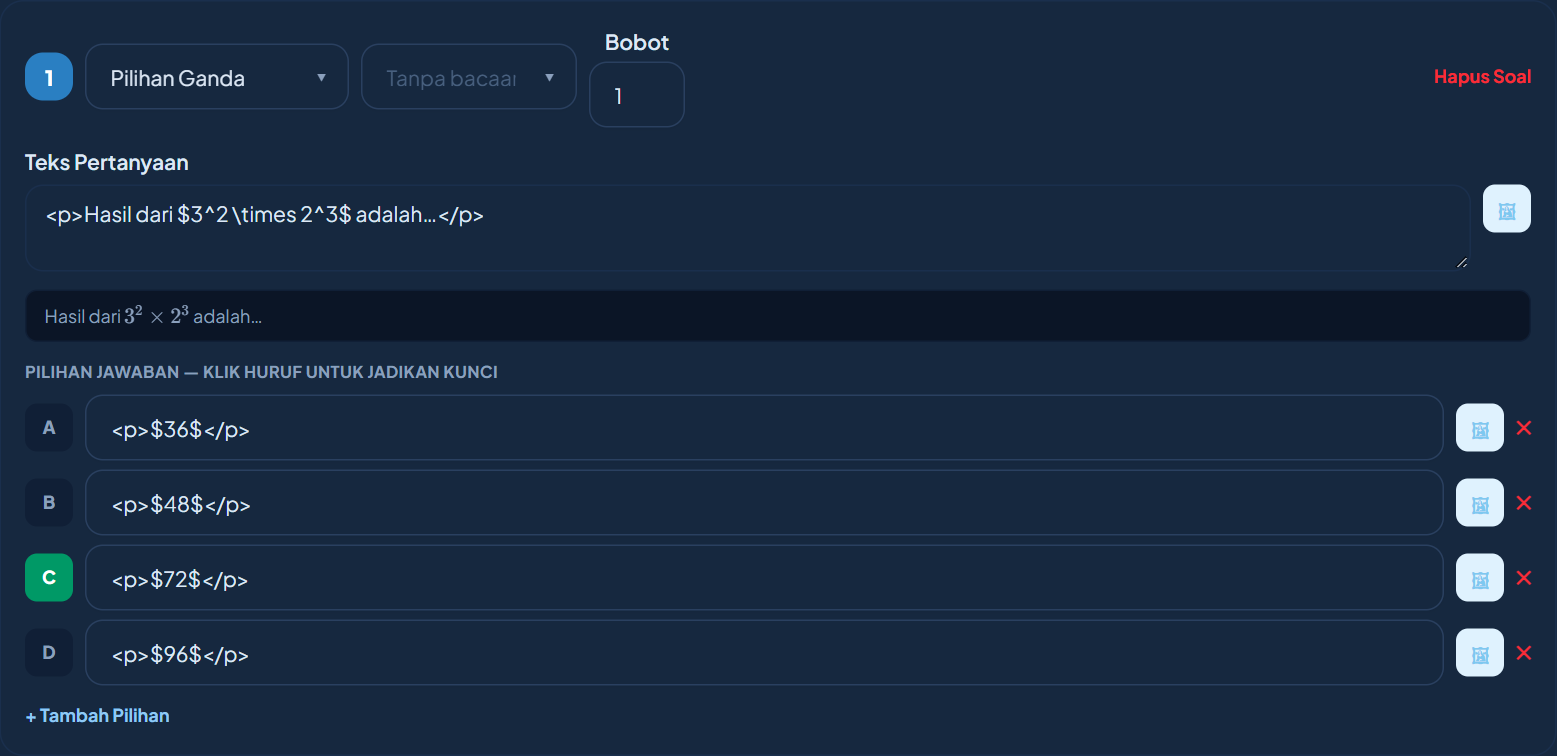 Bobot
1 Pilihan Ganda Tanpa bacaan 1 Hapus Soal
Teks Pertanyaan
<p>Hasil dari $3^2 \times 2^3$ adalah…</p>
Hasil dari 3² × 2³ adalah…
PILIHAN JAWABAN — KLIK HURUF UNTUK JADIKAN KUNCI
A <p>$36$</p> ✕
B <p>$48$</p> ✕
C <p>$72$</p> ✕
D <p>$96$</p> ✕
+ Tambah Pilihan